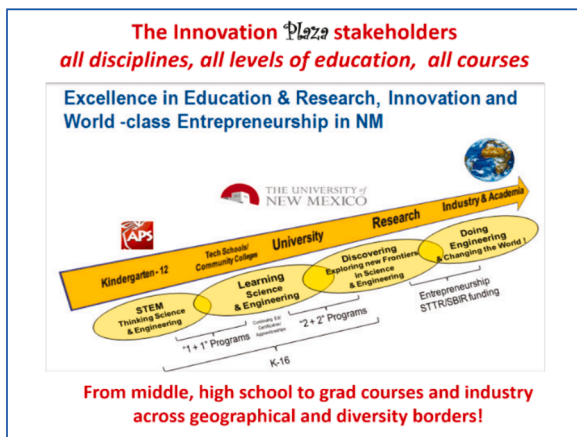 The Innovation Plaza stakeholders
all disciplines, all levels of education, all courses
Excellence in Education & Research, Innovation and
World -class Entrepreneurship in NM
THE UNIVERSITY of
NEW MEXICO
APS
Kindergarten - 12
Tech Schools/
Community Colleges
University
Research
Industry & Academia
STEM
Thinking Science
& Engineering
Learning
Science
& Engineering
Discovering
Exploring new Frontiers
in Science
& Engineering
Doing
Engineering
& Changing the World !
"1 + 1" Programs
Continuing Ed/
Certification/
Apprenticeships
"2 + 2" Programs
Entrepreneurship
STTR/SBIR funding
K-16
From middle, high school to grad courses and industry
across geographical and diversity borders!